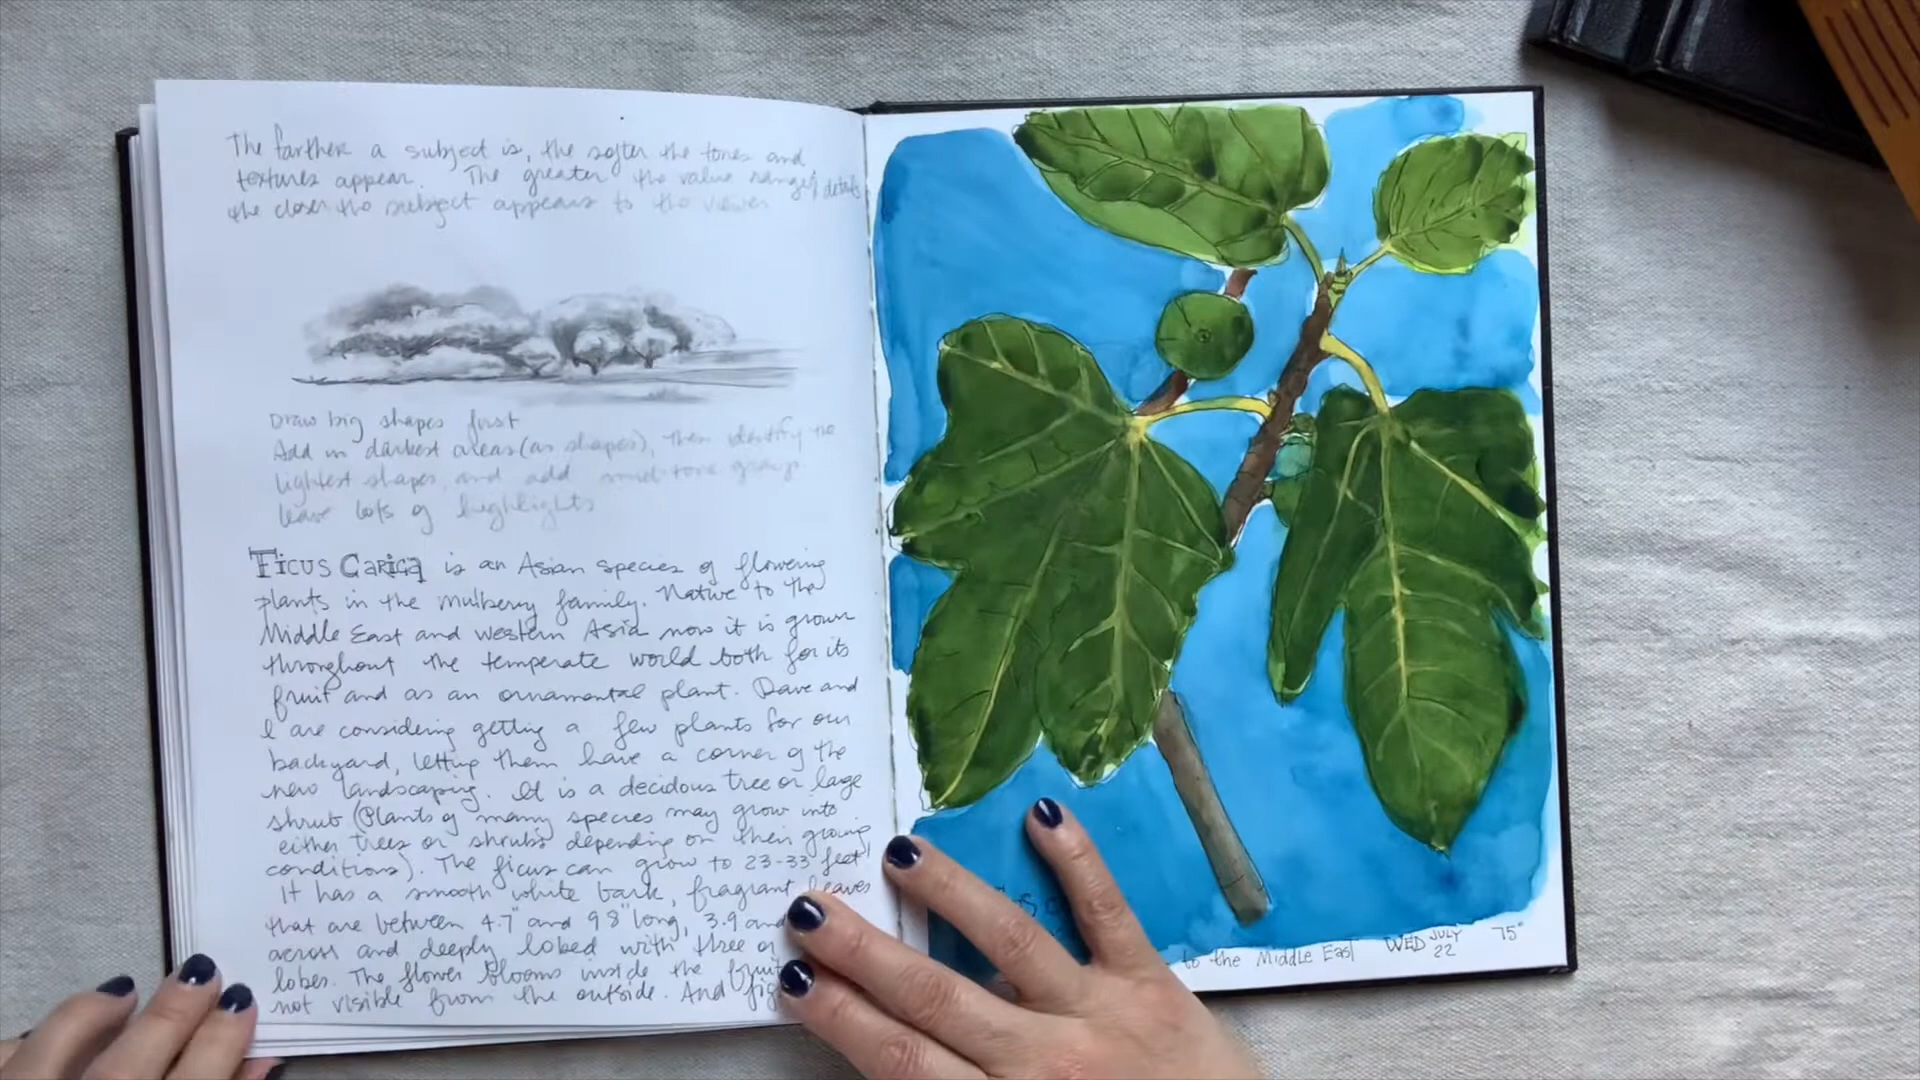 The farther a subject is, the softer the tones and
textures appear. The greater the value range & details
the closer the subject appears to the viewer
Draw big shapes first
Add in darkest areas (as shapes), then identify the
lightest shapes, and add mid-tone grays
leave lots of highlights
Ficus Carica is an Asian species of flowering
plants in the mulberry family. Native to the
Middle East and western Asia now it is grown
throughout the temperate world both for its
fruit and as an ornamental plant. Dave and
I are considering getting a few plants for our
backyard, letting them have a corner of the
new landscaping. It is a decidous tree or large
shrub (Plants of many species may grow into
either trees or shrubs depending on their growing
conditions). The ficus can grow to 23-33 feet!
It has a smooth white bark, fragrant leaves
that are between 4.7" and 9.8" long, 3.9 and
across and deeply lobed with three or
lobes. The flower blooms inside the fruit
not visible from the outside. And
to the Middle East WED JULY 22 75°